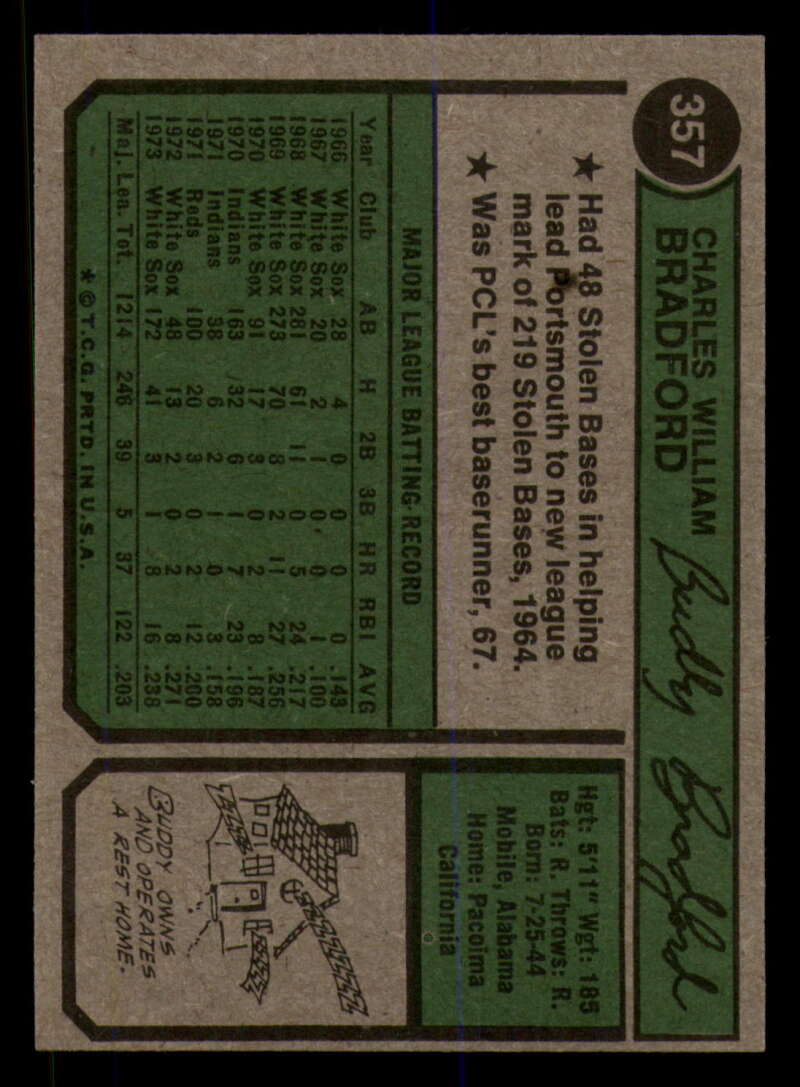 357
CHARLES WILLIAM
BRADFORD
Buddy Bradford
★ Had 48 Stolen Bases in helping
lead Portsmouth to new league
mark of 219 Stolen Bases, 1964.
★ Was PCL's best baserunner, 67.
MAJOR LEAGUE BATTING RECORD
Year Club AB H 2B 3B HR RBI AVG
1966 White Sox 28 4 0 0 0 0 .143
1967 White Sox 20 2 1 0 0 1 .100
1968 White Sox 281 61 11 0 5 24 .217
1969 White Sox 273 70 8 2 11 27 .256
1970 White Sox 91 17 3 0 2 8 .187
1970 Indians 163 32 6 1 7 23 .196
1971 Indians 38 6 2 1 0 3 .158
1971 Reds 100 20 3 0 2 12 .200
1972 White Sox 48 13 2 0 2 8 .271
1973 White Sox 172 41 3 1 8 16 .238
Maj. Lea. Tot. 1214 246 39 5 37 122 .203
★ © T.C.G. PRTD. IN U.S.A.
Hgt: 5'11" Wgt: 185
Bats: R. Throws: R.
Born: 7-25-44
Mobile, Alabama
Home: Pacoima
California
BUDDY OWNS
AND OPERATES
A REST HOME.